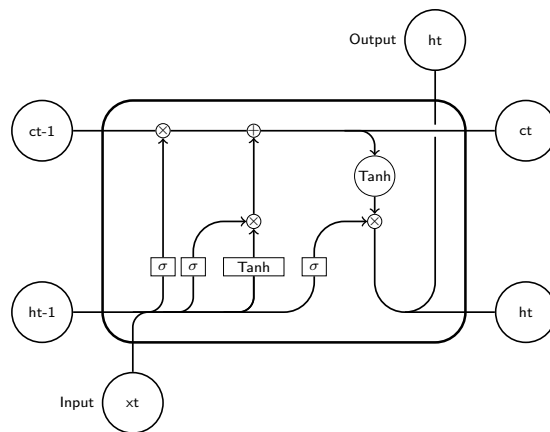 Output ht
ct-1 × + ct
Tanh
× ×
σ σ Tanh σ
ht-1 ht
Input xt